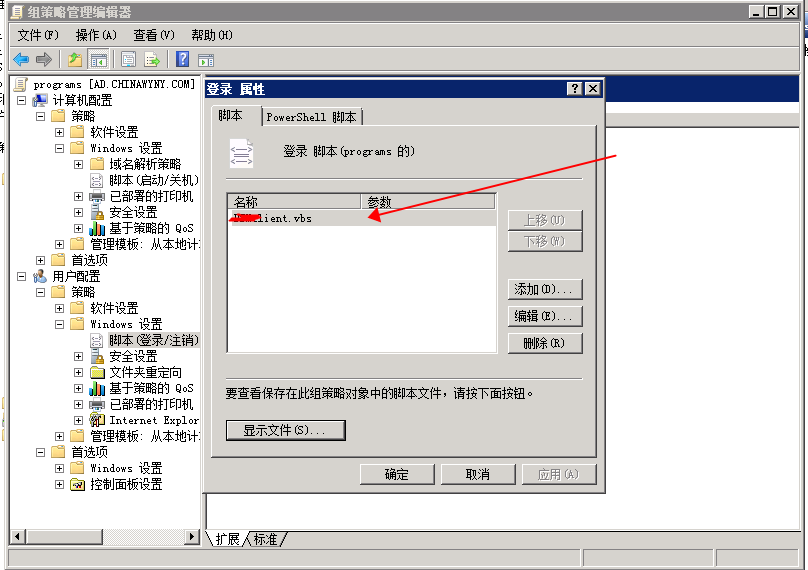 组策略管理编辑器
文件(F) 操作(A) 查看(V) 帮助(H)
programs [AD.CHINAWYNY.COM]
计算机配置
策略
软件设置
Windows 设置
域名解析策略
脚本(启动/关机)
已部署的打印机
安全设置
基于策略的 QoS
管理模板: 从本地计
首选项
用户配置
策略
软件设置
Windows 设置
脚本(登录/注销)
安全设置
文件夹重定向
基于策略的 QoS
已部署的打印机
Internet Explor
管理模板: 从本地计
首选项
Windows 设置
控制面板设置
登录 属性
脚本 PowerShell 脚本
登录 脚本(programs 的)
名称 参数
lient.vbs
上移(U)
下移(W)
添加(D)...
编辑(E)...
删除(R)
要查看保存在此组策略对象中的脚本文件，请按下面按钮。
显示文件(S)...
确定 取消 应用(A)
扩展 标准